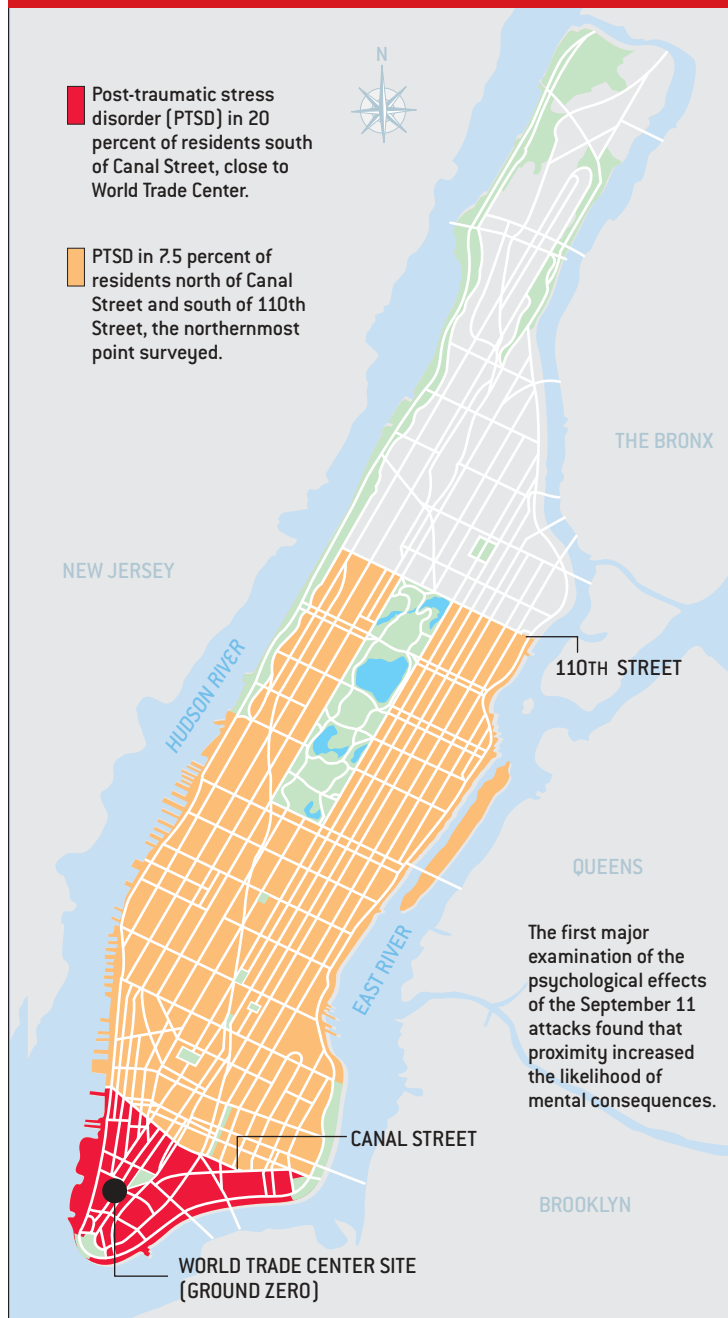 N
Post-traumatic stress
disorder (PTSD) in 20
percent of residents south
of Canal Street, close to
World Trade Center.
PTSD in 7.5 percent of
residents north of Canal
Street and south of 110th
Street, the northernmost
point surveyed.
THE BRONX
NEW JERSEY
HUDSON RIVER
110TH STREET
QUEENS
EAST RIVER
The first major
examination of the
psychological effects
of the September 11
attacks found that
proximity increased
the likelihood of
mental consequences.
CANAL STREET
BROOKLYN
WORLD TRADE CENTER SITE
(GROUND ZERO)